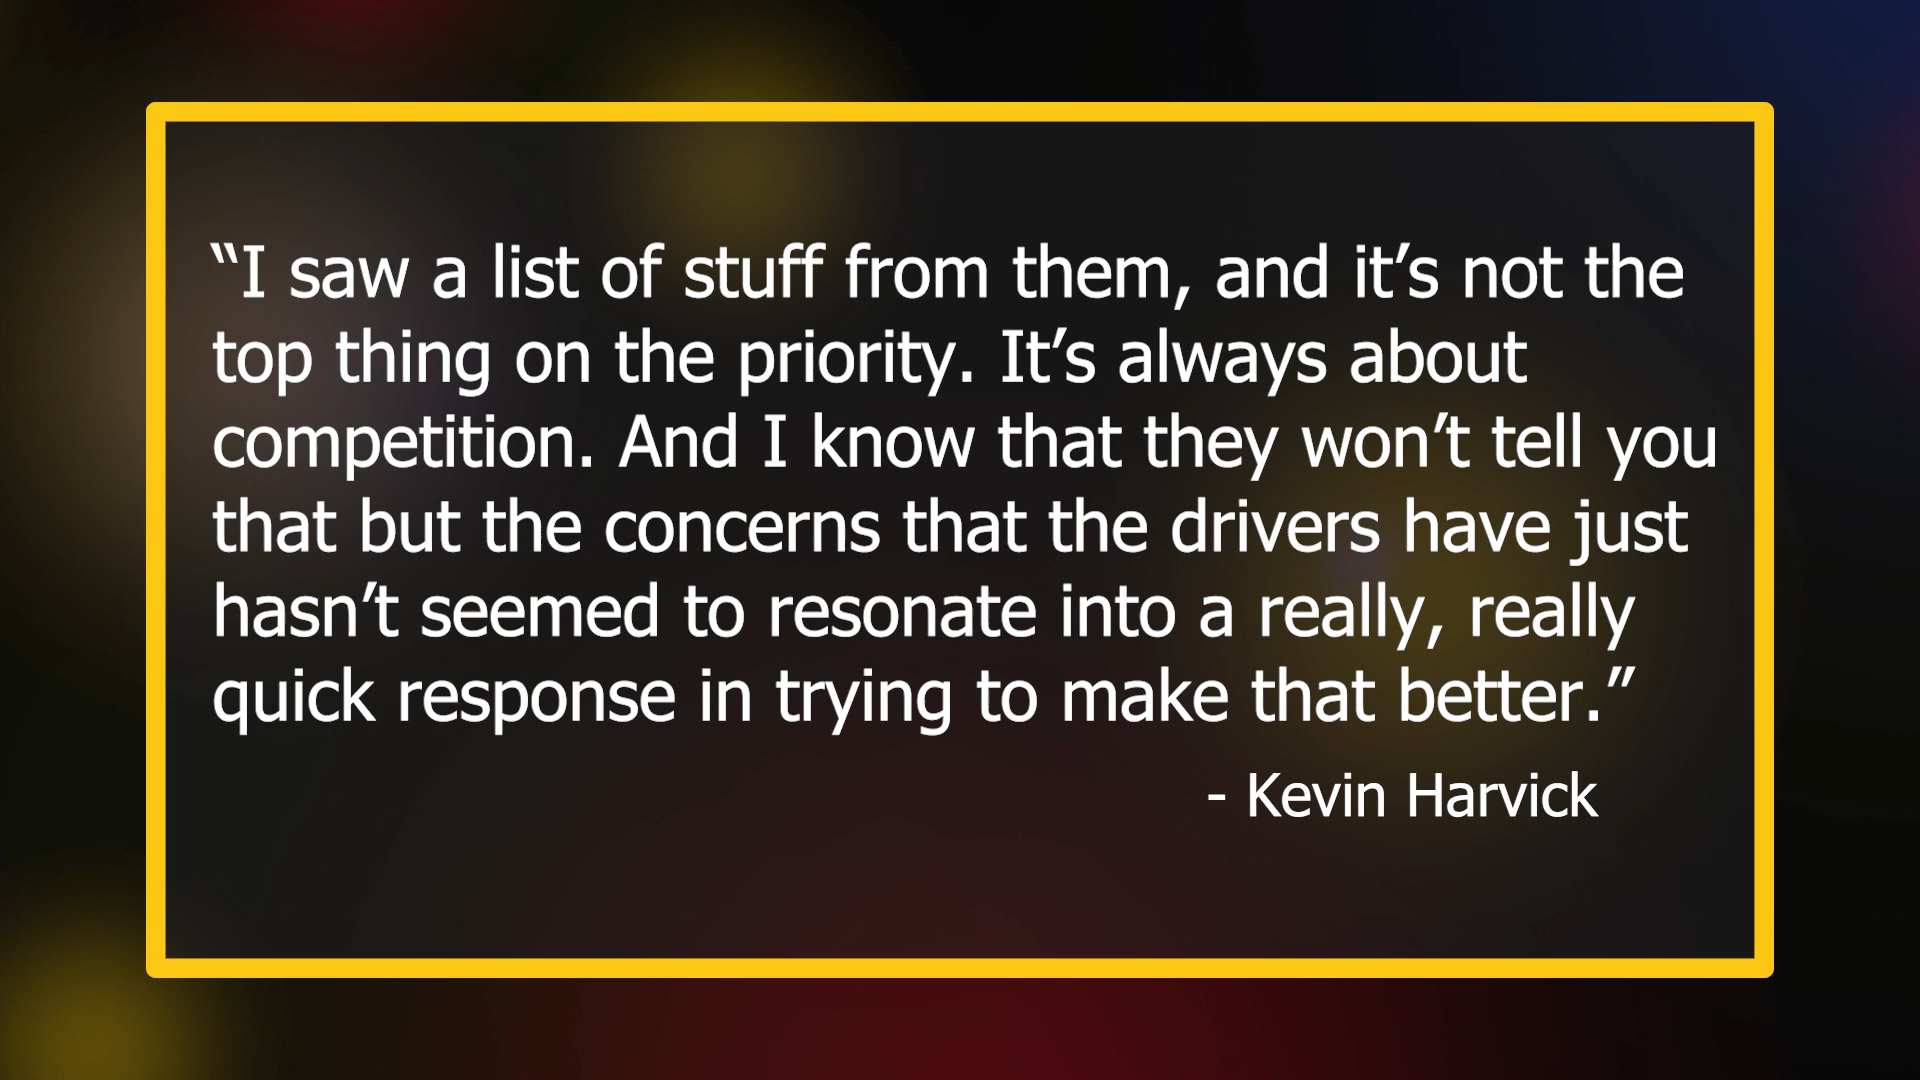 “I saw a list of stuff from them, and it’s not the
top thing on the priority. It’s always about
competition. And I know that they won’t tell you
that but the concerns that the drivers have just
hasn’t seemed to resonate into a really, really
quick response in trying to make that better.”
- Kevin Harvick